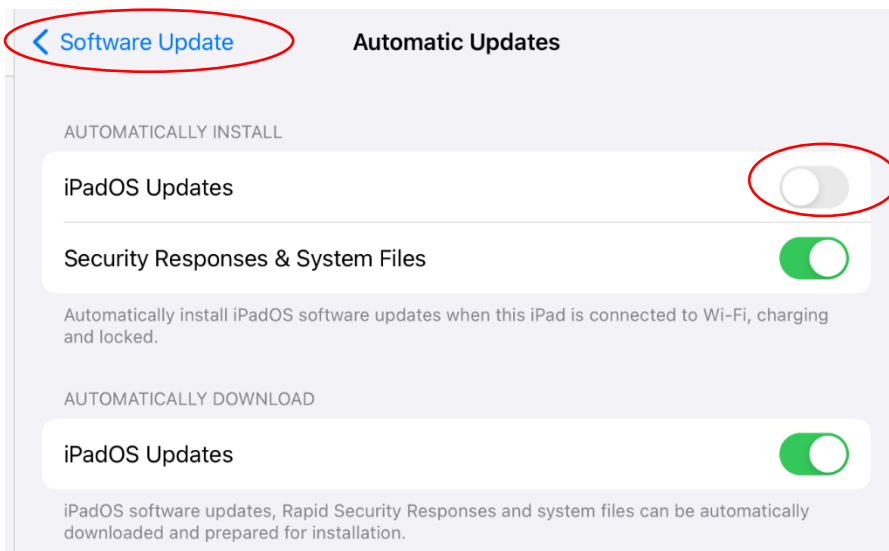 Software Update
Automatic Updates
AUTOMATICALLY INSTALL
iPadOS Updates
Security Responses & System Files
Automatically install iPadOS software updates when this iPad is connected to Wi-Fi, charging
and locked.
AUTOMATICALLY DOWNLOAD
iPadOS Updates
iPadOS software updates, Rapid Security Responses and system files can be automatically
downloaded and prepared for installation.